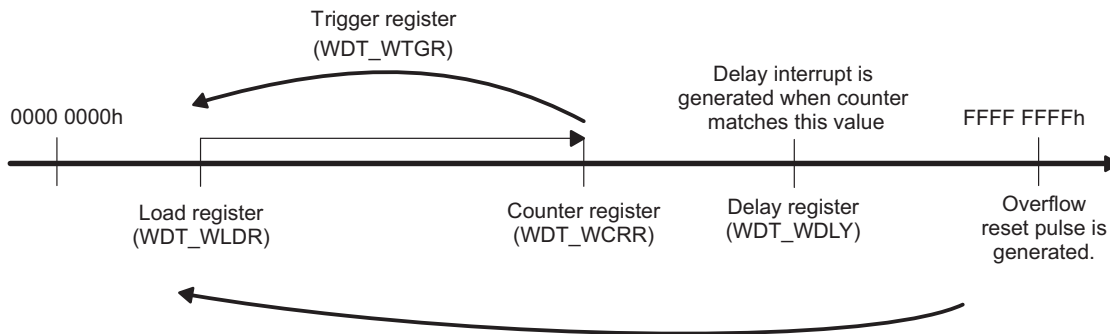 Trigger register
(WDT_WTGR)
Delay interrupt is
generated when counter
matches this value
0000 0000h
FFFF FFFFh
Load register
(WDT_WLDR)
Counter register
(WDT_WCRR)
Delay register
(WDT_WDLY)
Overflow
reset pulse is
generated.